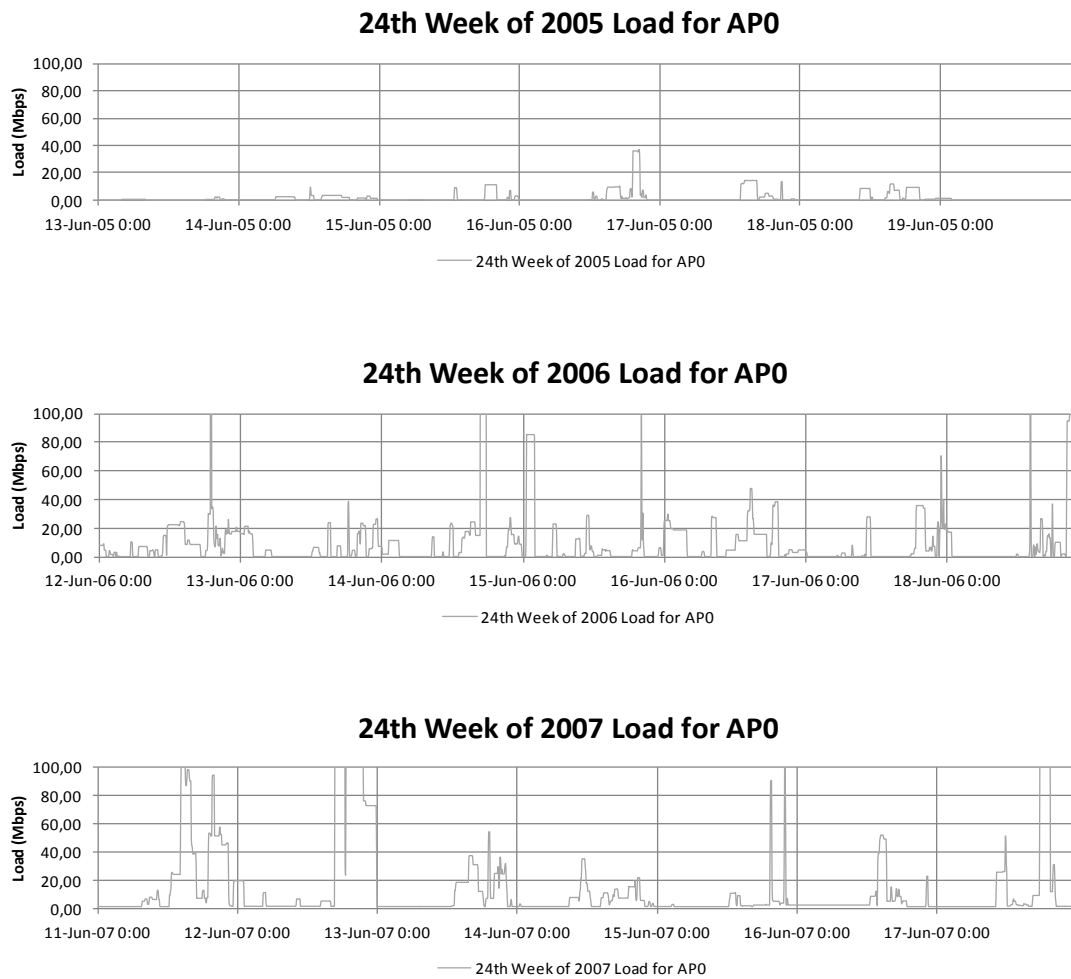 24th Week of 2005 Load for AP0
Load (Mbps)
100,00
80,00
60,00
40,00
20,00
0,00
13-Jun-05 0:00 14-Jun-05 0:00 15-Jun-05 0:00 16-Jun-05 0:00 17-Jun-05 0:00 18-Jun-05 0:00 19-Jun-05 0:00
24th Week of 2005 Load for AP0
24th Week of 2006 Load for AP0
Load (Mbps)
100,00
80,00
60,00
40,00
20,00
0,00
12-Jun-06 0:00 13-Jun-06 0:00 14-Jun-06 0:00 15-Jun-06 0:00 16-Jun-06 0:00 17-Jun-06 0:00 18-Jun-06 0:00
24th Week of 2006 Load for AP0
24th Week of 2007 Load for AP0
Load (Mbps)
100,00
80,00
60,00
40,00
20,00
0,00
11-Jun-07 0:00 12-Jun-07 0:00 13-Jun-07 0:00 14-Jun-07 0:00 15-Jun-07 0:00 16-Jun-07 0:00 17-Jun-07 0:00
24th Week of 2007 Load for AP0